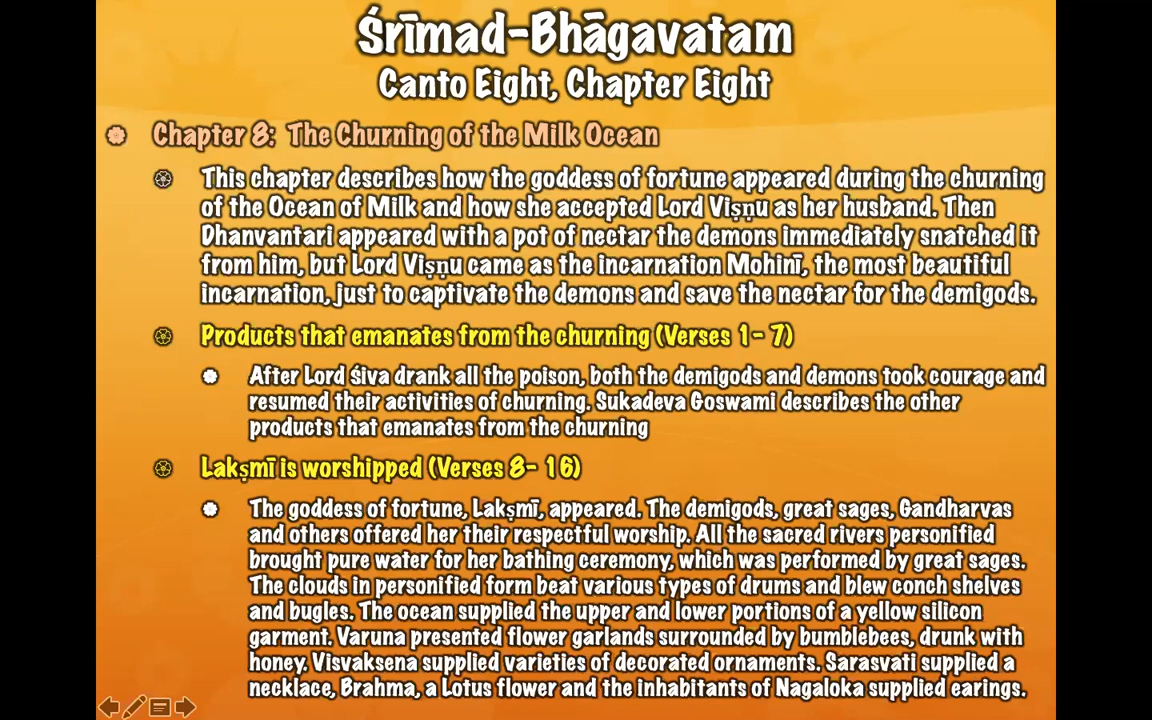 Śrīmad-Bhāgavatam
Canto Eight, Chapter Eight
Chapter 8: The Churning of the Milk Ocean
This chapter describes how the goddess of fortune appeared during the churning
of the Ocean of Milk and how she accepted Lord Viṣṇu as her husband. Then
Dhanvantari appeared with a pot of nectar the demons immediately snatched it
from him, but Lord Viṣṇu came as the incarnation Mohinī, the most beautiful
incarnation, just to captivate the demons and save the nectar for the demigods.
Products that emanates from the churning (Verses 1- 7)
After Lord śiva drank all the poison, both the demigods and demons took courage and
resumed their activities of churning. Sukadeva Goswami describes the other
products that emanates from the churning
Lakṣmī is worshipped (Verses 8- 16)
The goddess of fortune, Lakṣmī, appeared. The demigods, great sages, Gandharvas
and others offered her their respectful worship. All the sacred rivers personified
brought pure water for her bathing ceremony, which was performed by great sages.
The clouds in personified form beat various types of drums and blew conch shelves
and bugles. The ocean supplied the upper and lower portions of a yellow silicon
garment. Varuna presented flower garlands surrounded by bumblebees, drunk with
honey. Visvaksena supplied varieties of decorated ornaments. Sarasvati supplied a
necklace, Brahma, a Lotus flower and the inhabitants of Nagaloka supplied earings.